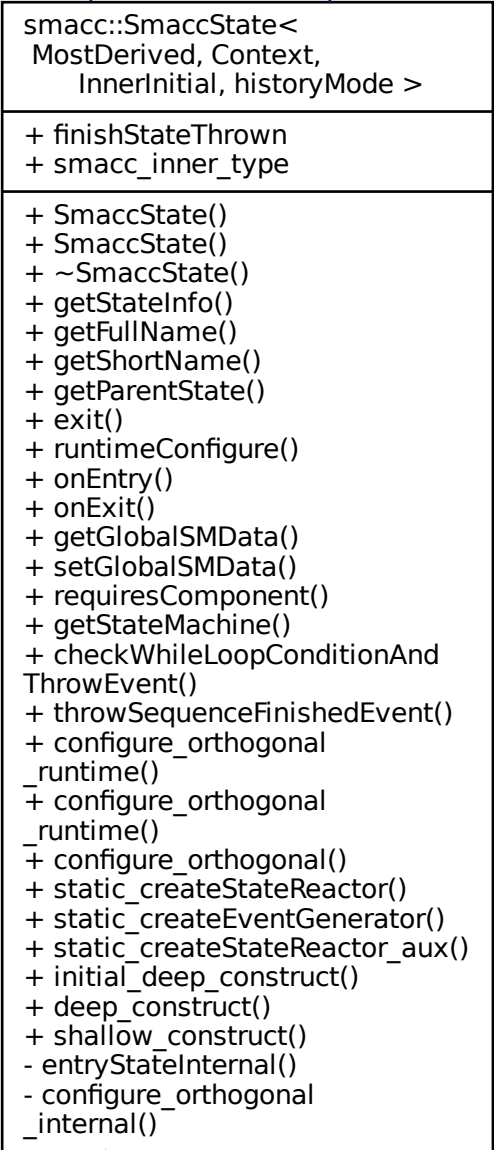 smacc::SmaccState<
MostDerived, Context,
InnerInitial, historyMode >
+ finishStateThrown
+ smacc_inner_type
+ SmaccState()
+ SmaccState()
+ ~SmaccState()
+ getStateInfo()
+ getFullName()
+ getShortName()
+ getParentState()
+ exit()
+ runtimeConfigure()
+ onEntry()
+ onExit()
+ getGlobalSMData()
+ setGlobalSMData()
+ requiresComponent()
+ getStateMachine()
+ checkWhileLoopConditionAnd
ThrowEvent()
+ throwSequenceFinishedEvent()
+ configure_orthogonal
_runtime()
+ configure_orthogonal
_runtime()
+ configure_orthogonal()
+ static_createStateReactor()
+ static_createEventGenerator()
+ static_createStateReactor_aux()
+ initial_deep_construct()
+ deep_construct()
+ shallow_construct()
- entryStateInternal()
- configure_orthogonal
_internal()